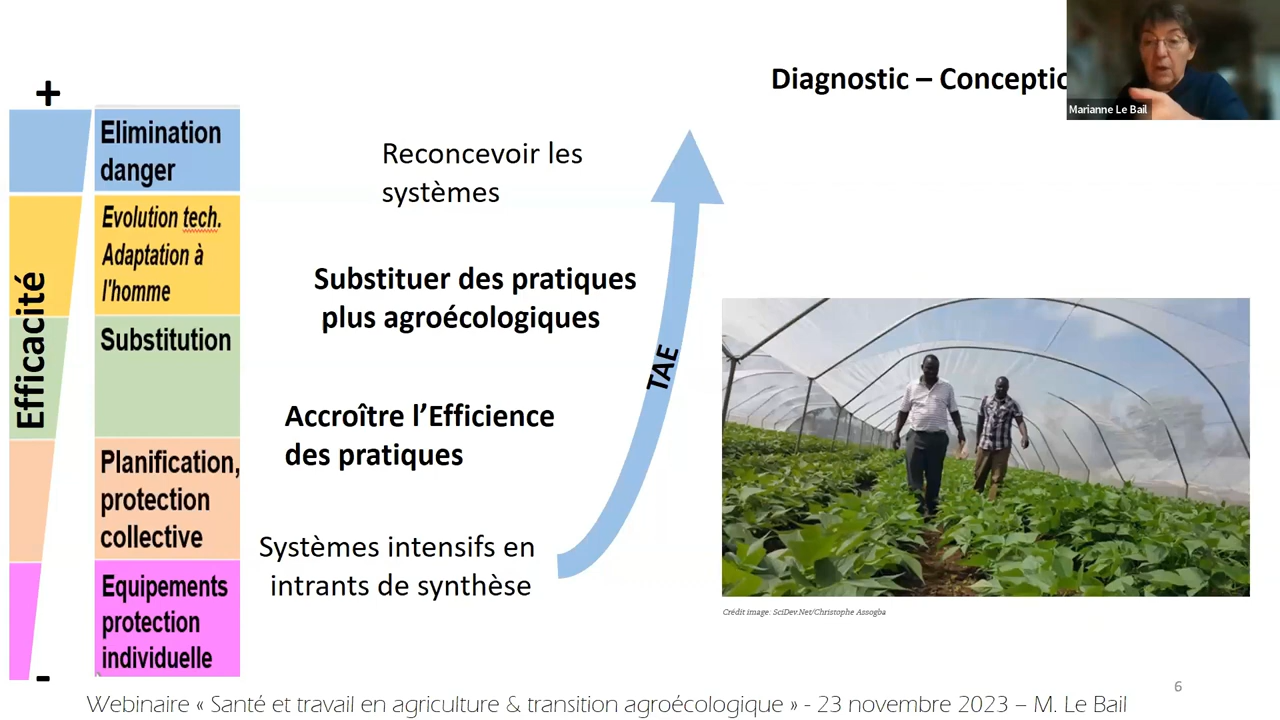 Diagnostic – Conceptio
Marianne Le Bail
+
Efficacité
-
Elimination
danger
Evolution tech.
Adaptation à
l'homme
Substitution
Planification,
protection
collective
Equipements
protection
individuelle
Reconcevoir les
systèmes
Substituer des pratiques
plus agroécologiques
Accroître l’Efficience
des pratiques
Systèmes intensifs en
intrants de synthèse
TAE
Crédit image: SciDev.Net/Christophe Assogba
6
Webinaire « Santé et travail en agriculture & transition agroécologique » - 23 novembre 2023 – M. Le Bail